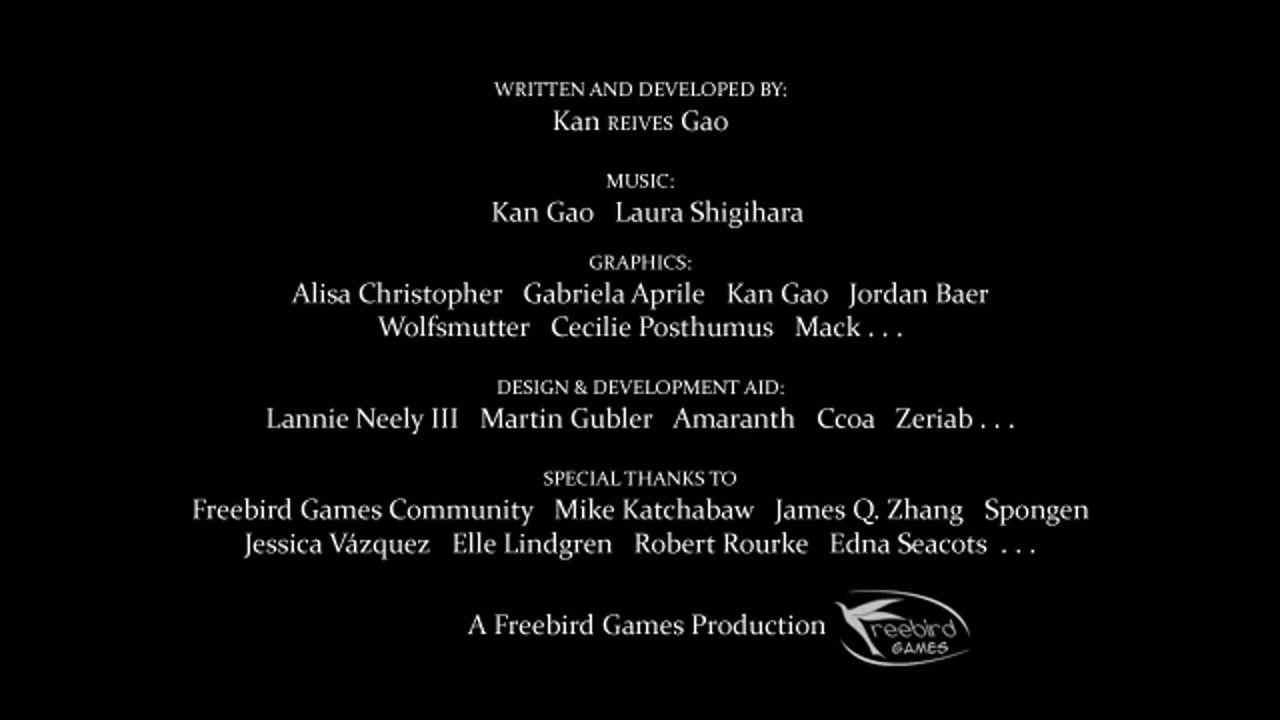 WRITTEN AND DEVELOPED BY:
Kan REIVES Gao
MUSIC:
Kan Gao Laura Shigihara
GRAPHICS:
Alisa Christopher Gabriela Aprile Kan Gao Jordan Baer
Wolfsmutter Cecilie Posthumus Mack . . .
DESIGN & DEVELOPMENT AID:
Lannie Neely III Martin Gubler Amaranth Ccoa Zeriab . . .
SPECIAL THANKS TO
Freebird Games Community Mike Katchabaw James Q. Zhang Spongen
Jessica Vázquez Elle Lindgren Robert Rourke Edna Seacots . . .
A Freebird Games Production
Freebird
GAMES